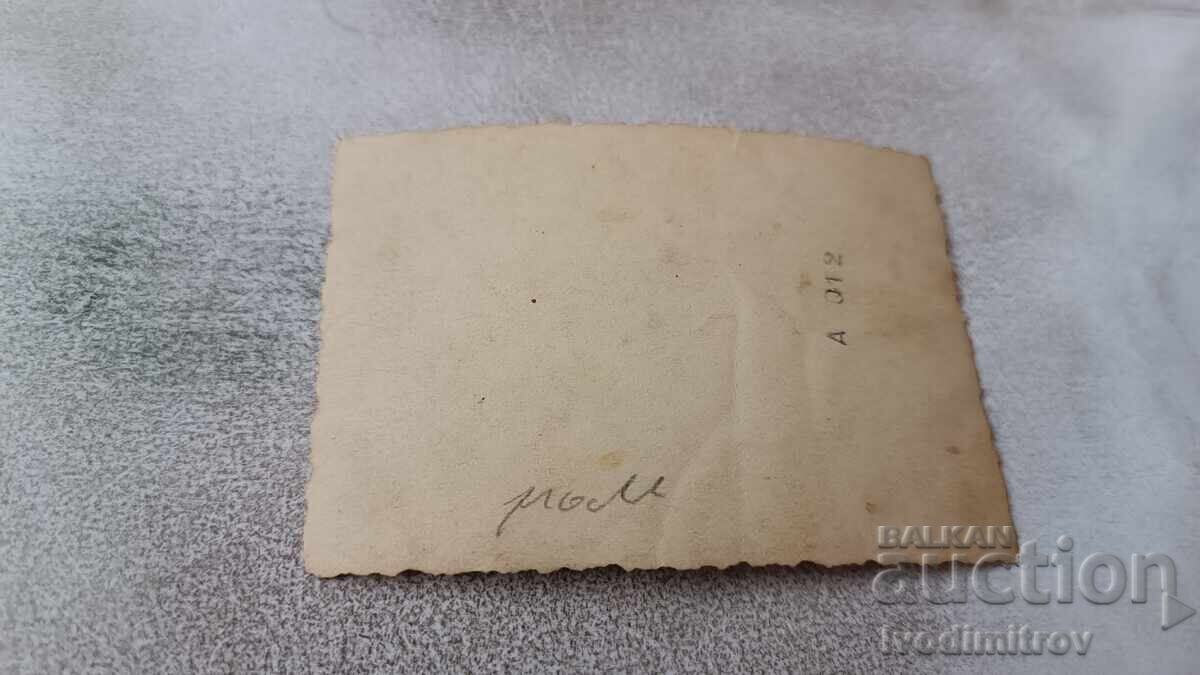 A 012
BALKAN
auction
ivodimitrov